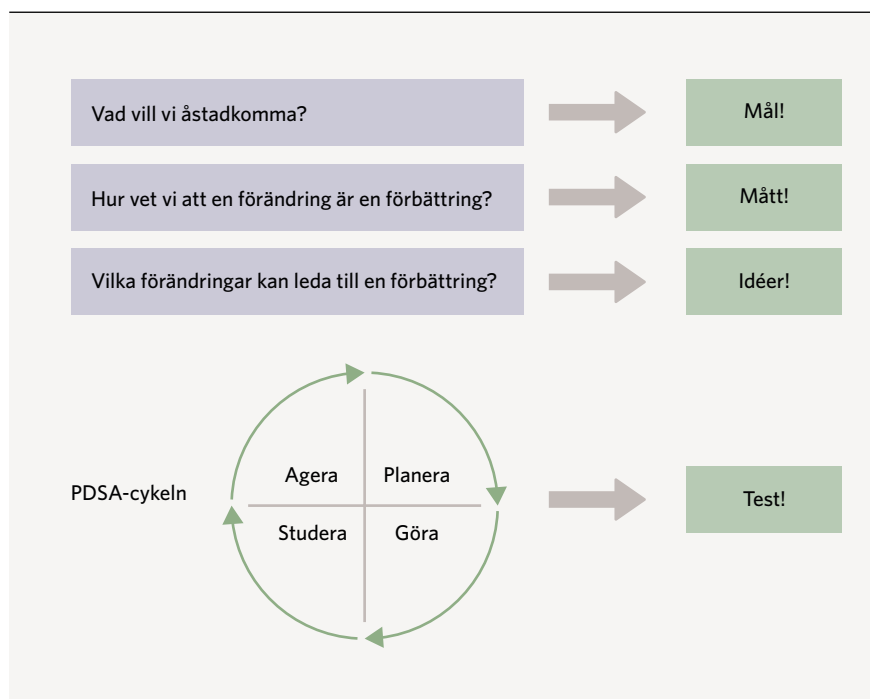 Vad vill vi åstadkomma?
Mål!
Hur vet vi att en förändring är en förbättring?
Mått!
Vilka förändringar kan leda till en förbättring?
Idéer!
PDSA-cykeln
Agera
Planera
Studera
Göra
Test!